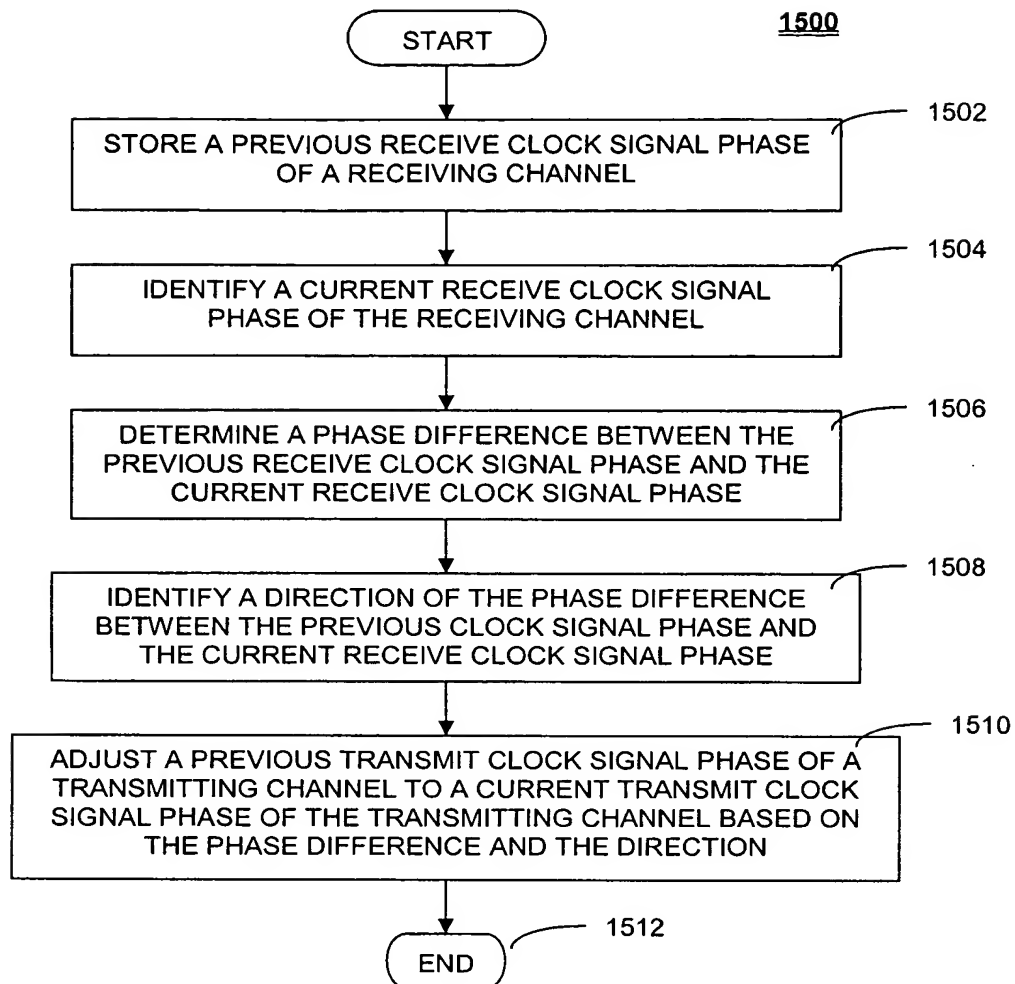 1500
START
1502
STORE A PREVIOUS RECEIVE CLOCK SIGNAL PHASE
OF A RECEIVING CHANNEL
1504
IDENTIFY A CURRENT RECEIVE CLOCK SIGNAL
PHASE OF THE RECEIVING CHANNEL
1506
DETERMINE A PHASE DIFFERENCE BETWEEN THE
PREVIOUS RECEIVE CLOCK SIGNAL PHASE AND THE
CURRENT RECEIVE CLOCK SIGNAL PHASE
1508
IDENTIFY A DIRECTION OF THE PHASE DIFFERENCE
BETWEEN THE PREVIOUS CLOCK SIGNAL PHASE AND
THE CURRENT RECEIVE CLOCK SIGNAL PHASE
1510
ADJUST A PREVIOUS TRANSMIT CLOCK SIGNAL PHASE OF A
TRANSMITTING CHANNEL TO A CURRENT TRANSMIT CLOCK
SIGNAL PHASE OF THE TRANSMITTING CHANNEL BASED ON
THE PHASE DIFFERENCE AND THE DIRECTION
1512
END